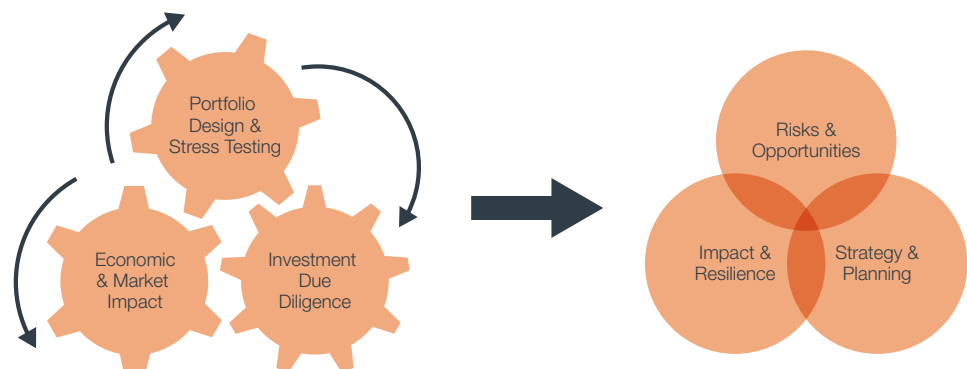 Portfolio
Design &
Stress Testing
Economic
& Market
Impact
Investment
Due
Diligence
Risks &
Opportunities
Impact &
Resilience
Strategy &
Planning